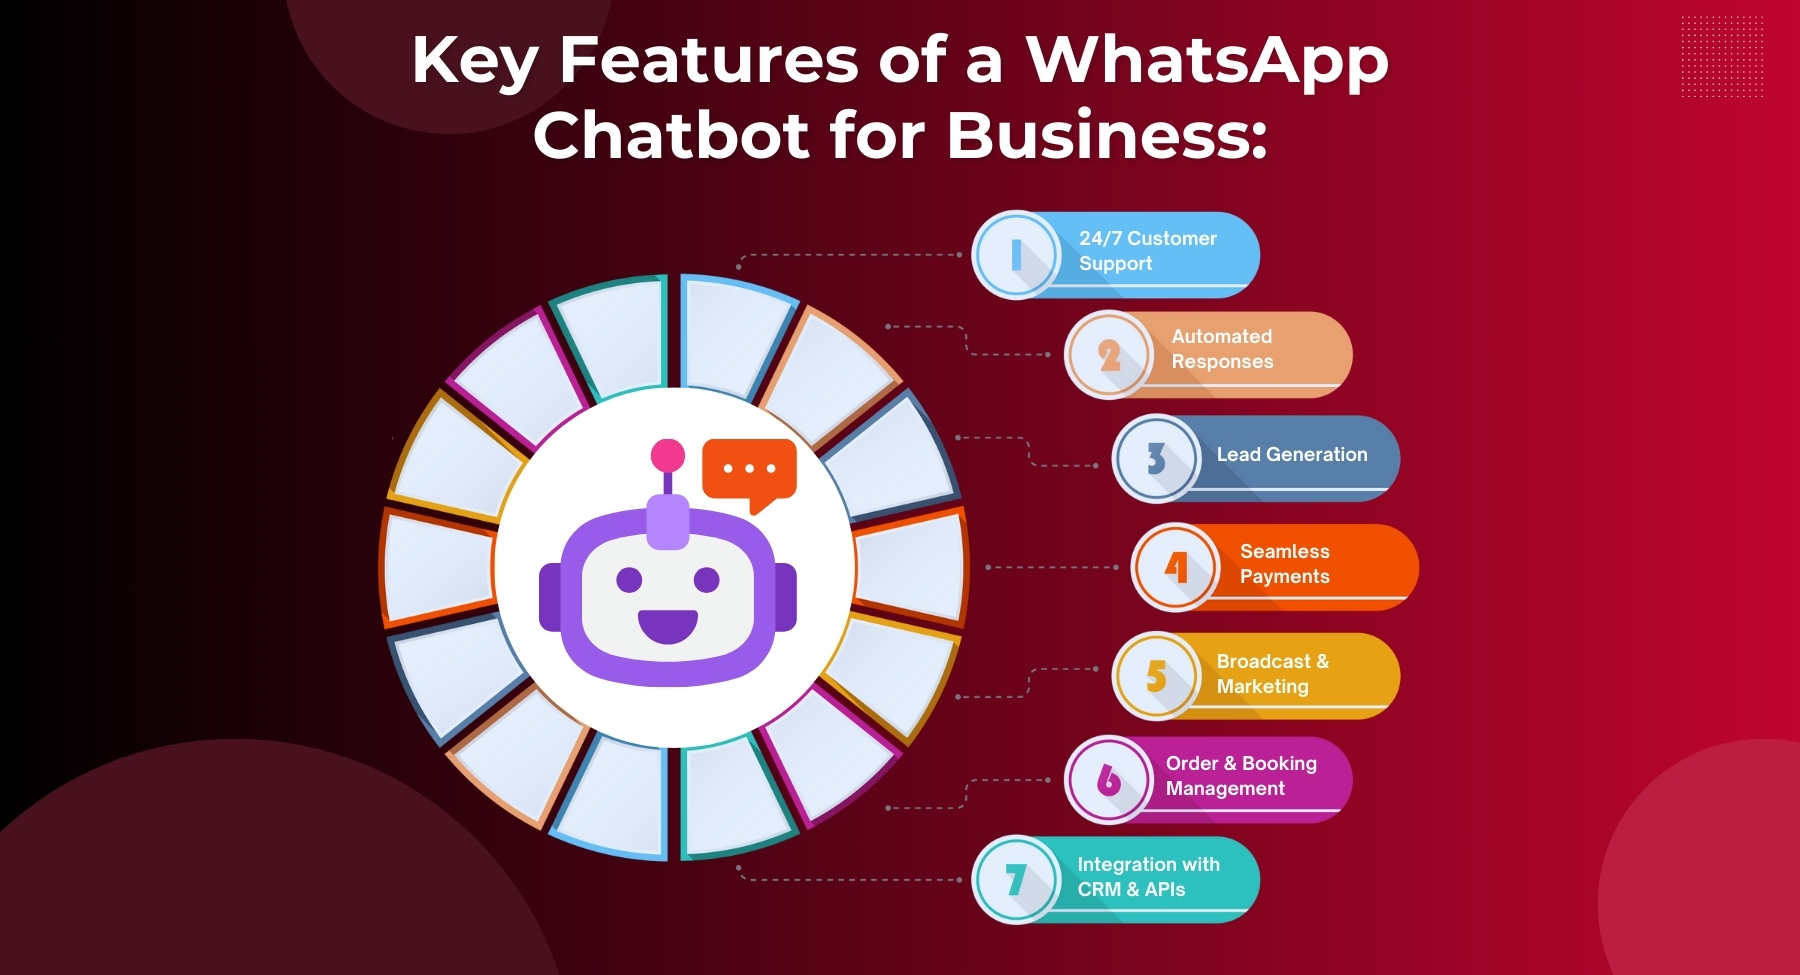 Key Features of a WhatsApp
Chatbot for Business:
1
24/7 Customer
Support
2
Automated
Responses
3
Lead Generation
4
Seamless
Payments
5
Broadcast &
Marketing
6
Order & Booking
Management
7
Integration with
CRM & APIs